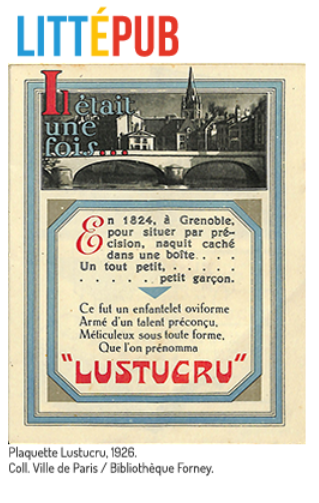 LITTÉPUB
Il était
une
fois...
En 1824, à Grenoble,
pour situer par pré-
cision, naquit caché
dans une boîte. . . .
Un tout petit, . . . . .
. . . . . petit garçon.
Ce fut un enfantelet oviforme
Armé d'un talent préconçu,
Méticuleux sous toute forme,
Que l'on prénomma
"LUSTUCRU"
Plaquette Lustucru, 1926.
Coll. Ville de Paris / Bibliothèque Forney.